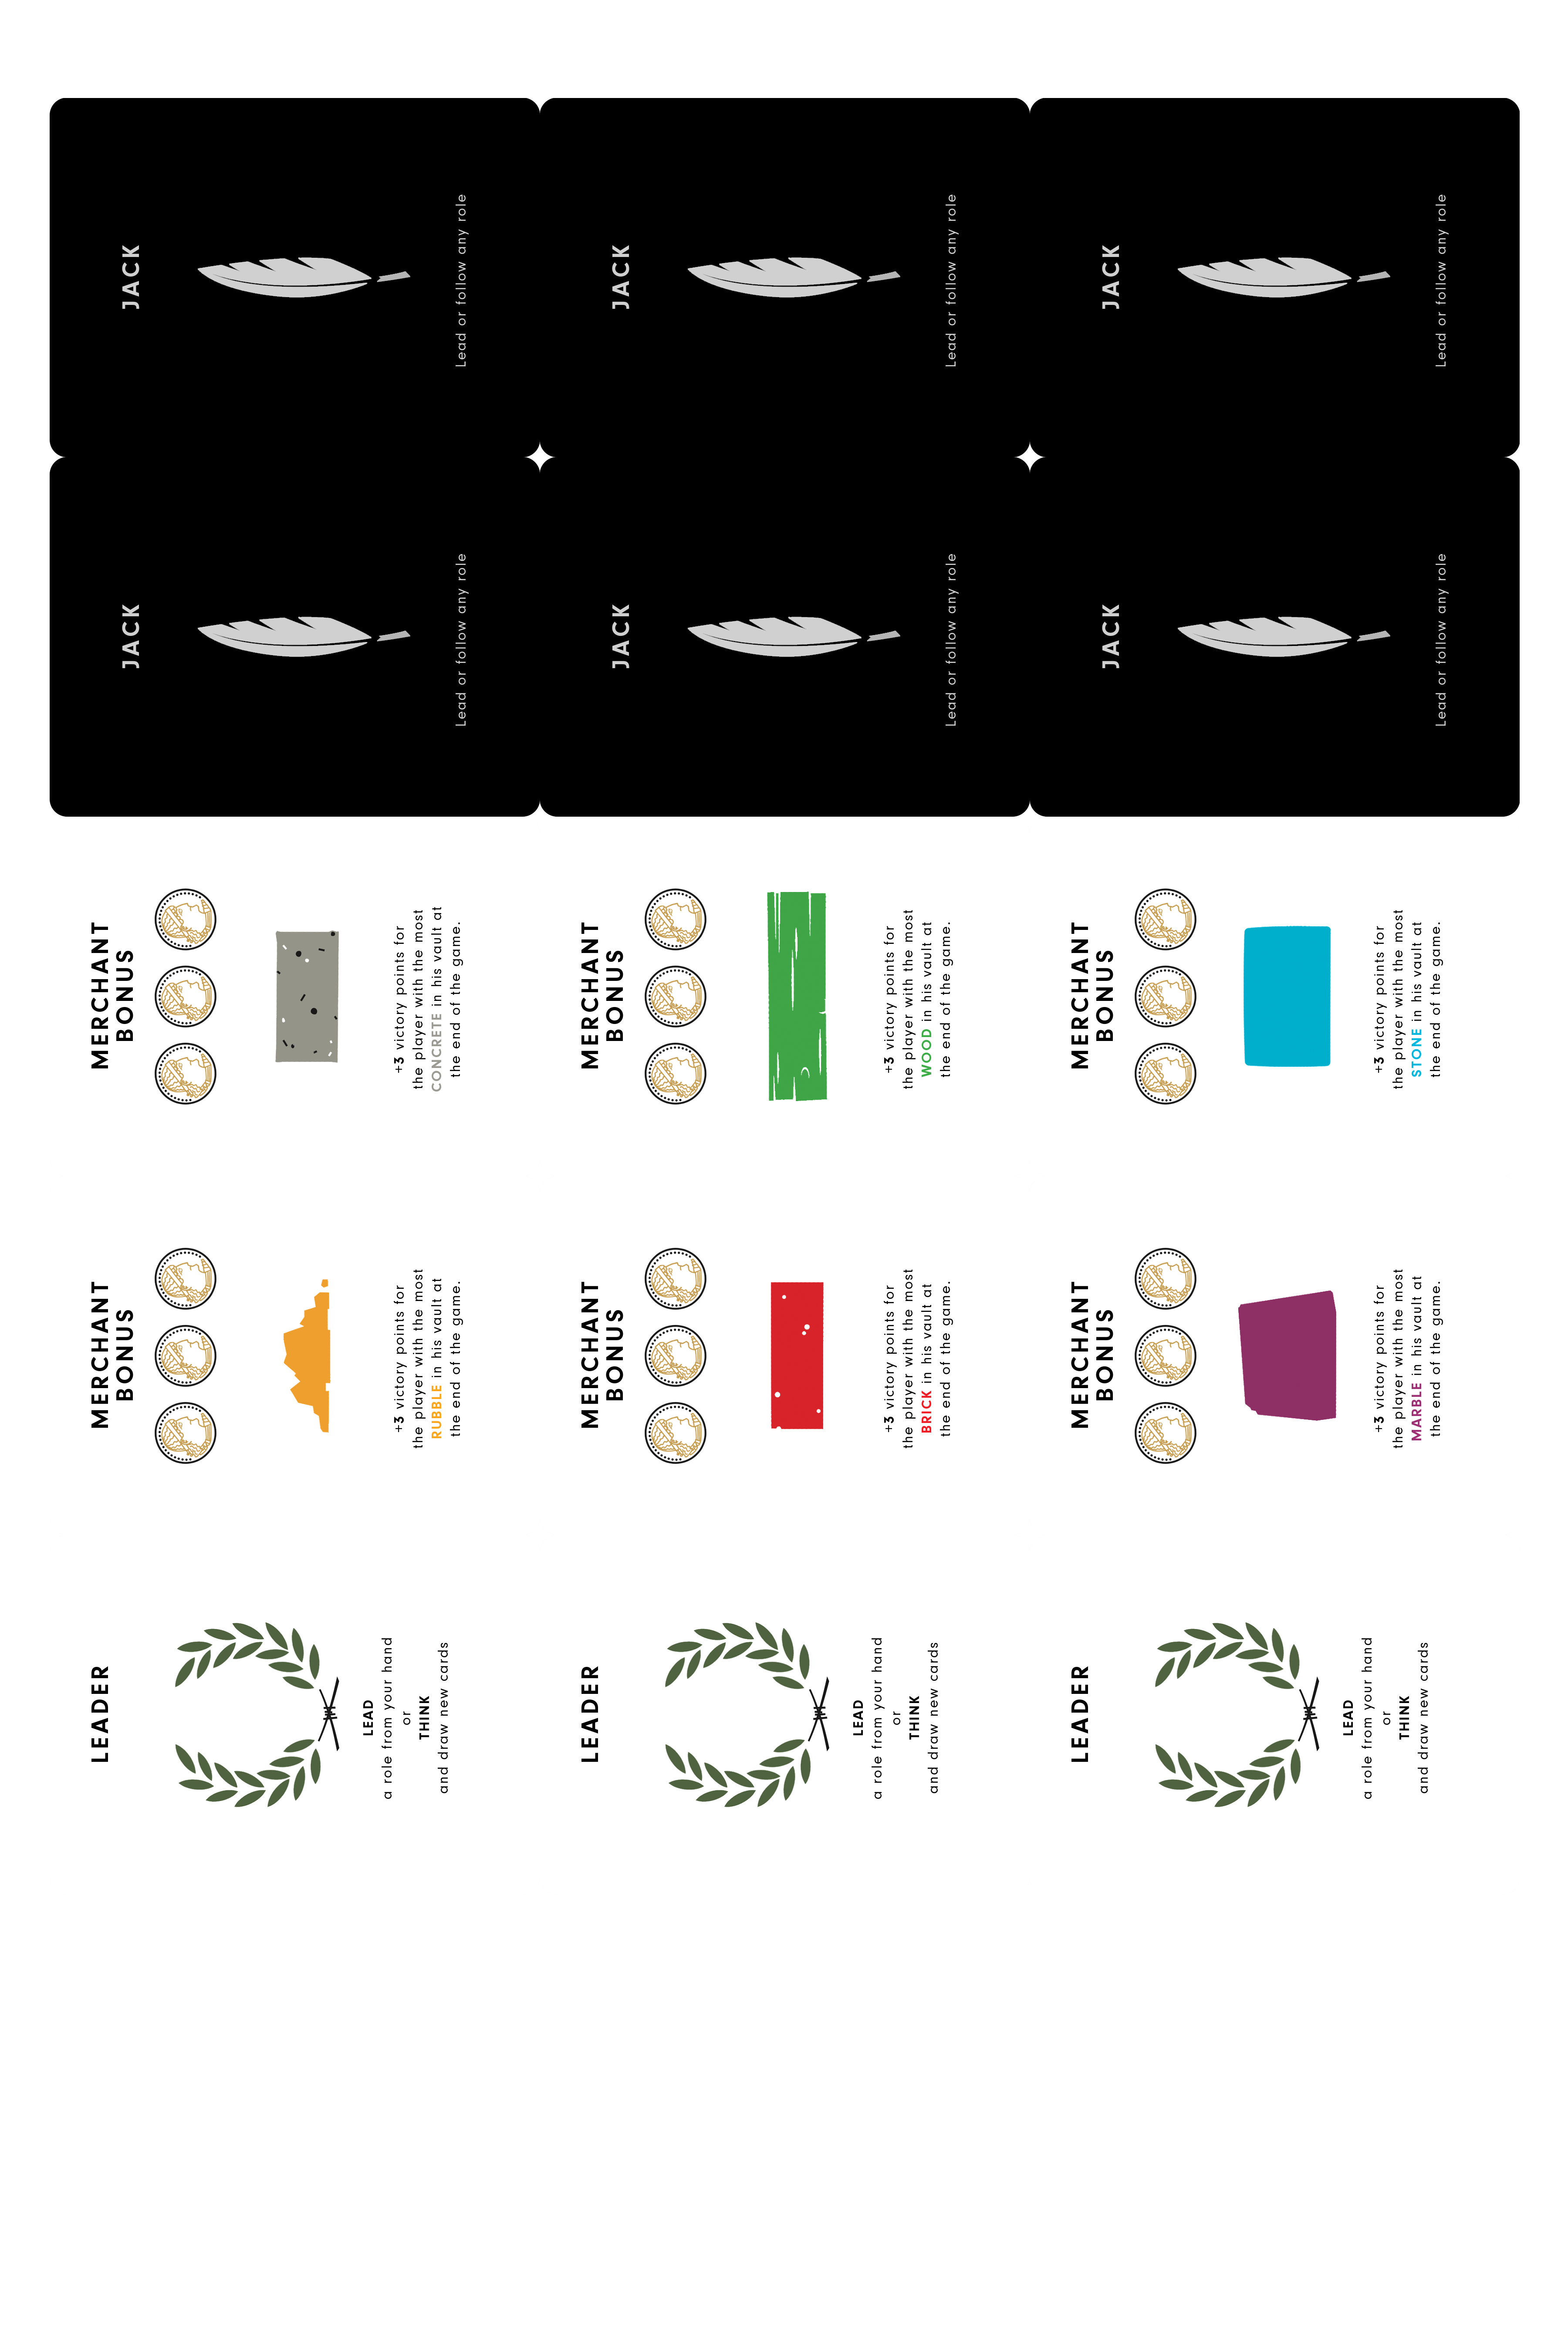 JACK
Lead or follow any role
JACK
Lead or follow any role
JACK
Lead or follow any role
JACK
Lead or follow any role
JACK
Lead or follow any role
JACK
Lead or follow any role
MERCHANT
BONUS
+3 victory points for
the player with the most
CONCRETE in his vault at
the end of the game.
MERCHANT
BONUS
+3 victory points for
the player with the most
WOOD in his vault at
the end of the game.
MERCHANT
BONUS
+3 victory points for
the player with the most
STONE in his vault at
the end of the game.
MERCHANT
BONUS
+3 victory points for
the player with the most
RUBBLE in his vault at
the end of the game.
MERCHANT
BONUS
+3 victory points for
the player with the most
BRICK in his vault at
the end of the game.
MERCHANT
BONUS
+3 victory points for
the player with the most
MARBLE in his vault at
the end of the game.
LEADER
LEAD
a role from your hand
or
THINK
and draw new cards
LEADER
LEAD
a role from your hand
or
THINK
and draw new cards
LEADER
LEAD
a role from your hand
or
THINK
and draw new cards